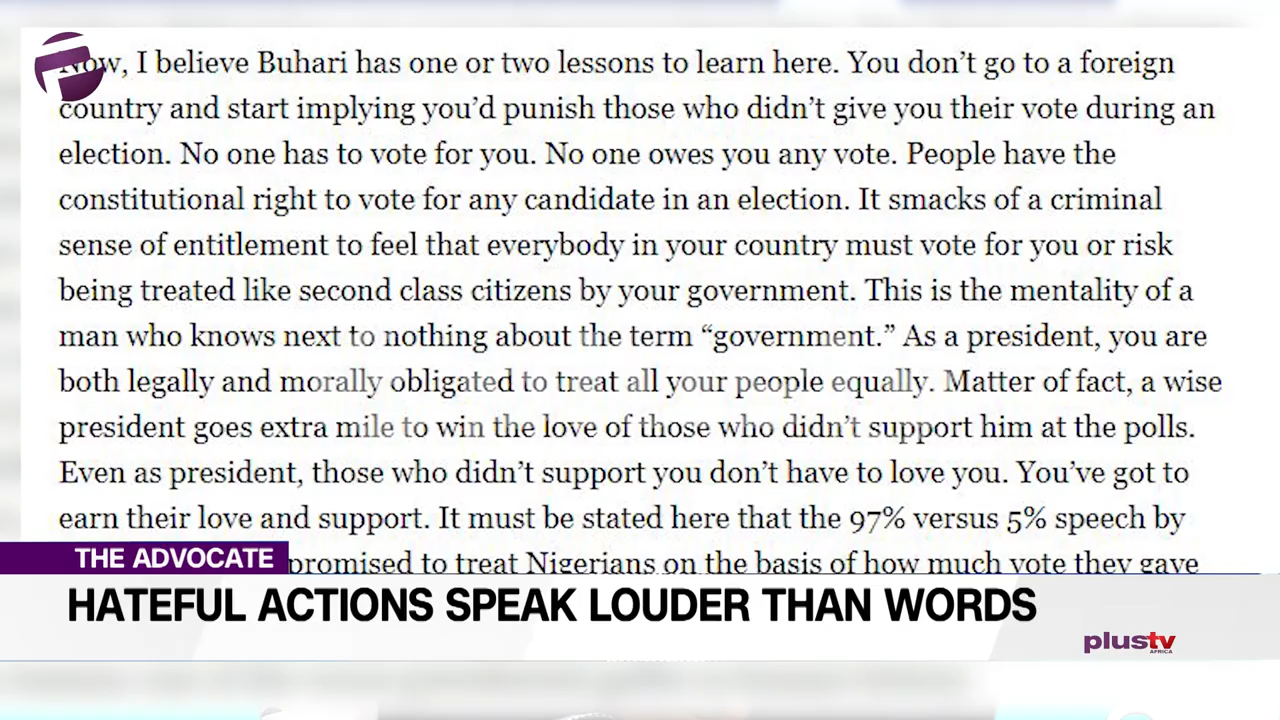 Now, I believe Buhari has one or two lessons to learn here. You don't go to a foreign
country and start implying you'd punish those who didn't give you their vote during an
election. No one has to vote for you. No one owes you any vote. People have the
constitutional right to vote for any candidate in an election. It smacks of a criminal
sense of entitlement to feel that everybody in your country must vote for you or risk
being treated like second class citizens by your government. This is the mentality of a
man who knows next to nothing about the term “government.” As a president, you are
both legally and morally obligated to treat all your people equally. Matter of fact, a wise
president goes extra mile to win the love of those who didn't support him at the polls.
Even as president, those who didn't support you don't have to love you. You've got to
earn their love and support. It must be stated here that the 97% versus 5% speech by
promised to treat Nigerians on the basis of how much vote they gave
THE ADVOCATE
HATEFUL ACTIONS SPEAK LOUDER THAN WORDS
plustv
AFRICA